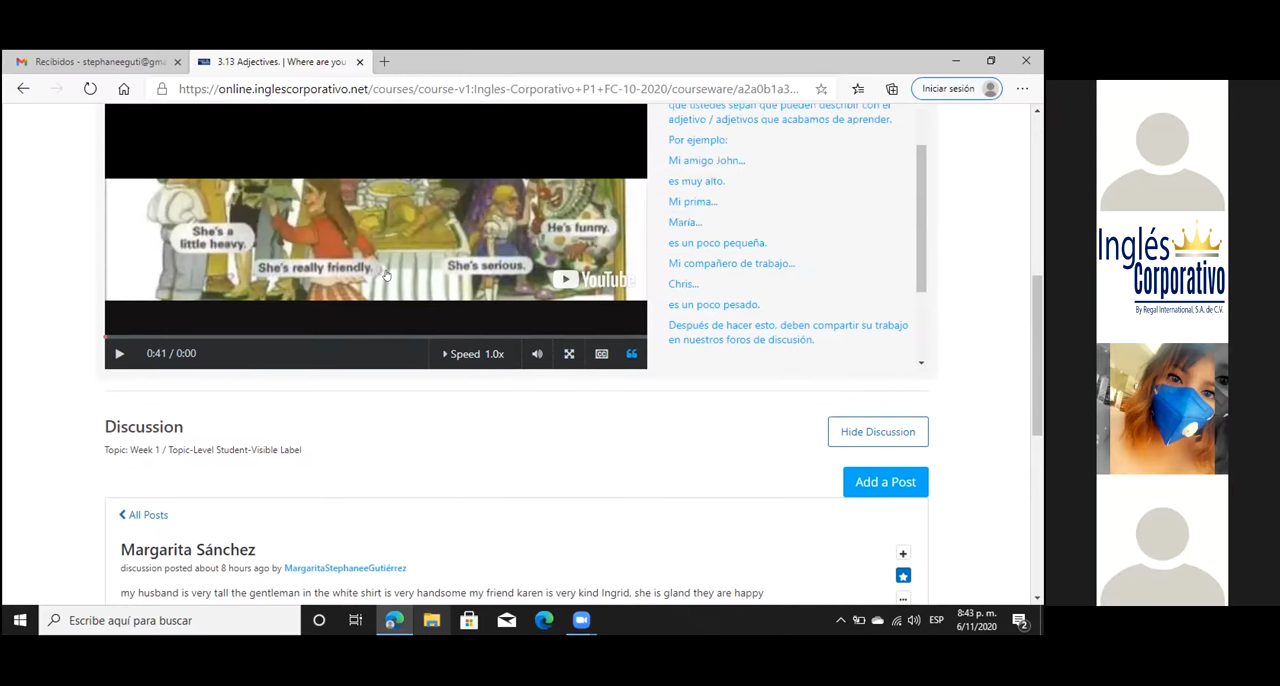 Recibidos - stephaneeguti@gma
3.13 Adjectives. | Where are you
https://online.inglescorporativo.net/courses/course-v1:Ingles-Corporativo+P1+FC-10-2020/courseware/a2a0b1a3...
Iniciar sesión
que ustedes sepan que pueden describir con el
adjetivo / adjetivos que acabamos de aprender.
Por ejemplo:
Mi amigo John...
es muy alto.
Mi prima...
María...
es un poco pequeña.
Mi compañero de trabajo...
Chris...
es un poco pesado.
Después de hacer esto, deben compartir su trabajo
en nuestros foros de discusión.
She's a
little heavy.
She's really friendly.
She's serious.
He's funny.
YouTube
0:41 / 0:00
Speed 1.0x
CC
Discussion
Topic: Week 1 / Topic-Level Student-Visible Label
Hide Discussion
Add a Post
All Posts
Margarita Sánchez
discussion posted about 8 hours ago by MargaritaStephaneeGutiérrez
my husband is very tall the gentleman in the white shirt is very handsome my friend karen is very kind Ingrid, she is gland they are happy
Escribe aquí para buscar
ESP
8:43 p. m.
6/11/2020
2
Inglés
Corporativo
By Regal International, S.A. de C.V.